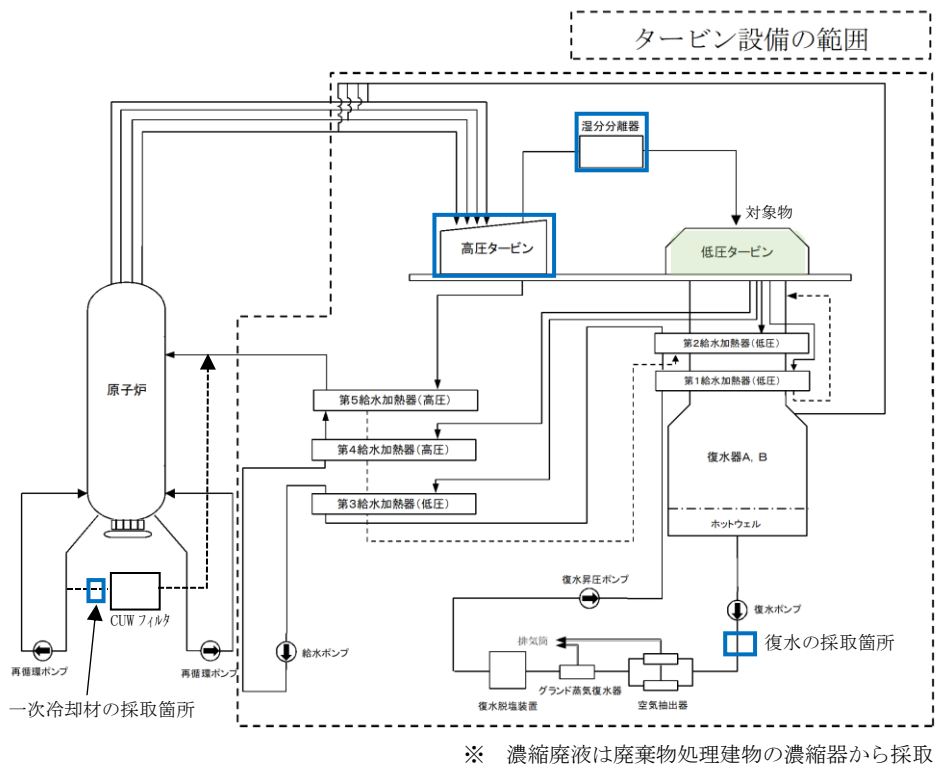 タービン設備の範囲
湿分分離器
対象物
高圧タービン
低圧タービン
第2給水加熱器(低圧)
第1給水加熱器(低圧)
原子炉
第5給水加熱器(高圧)
第4給水加熱器(高圧)
第3給水加熱器(低圧)
復水器A, B
ホットウェル
復水昇圧ポンプ
復水ポンプ
CUW フィルタ
排気筒
復水の採取箇所
給水ポンプ
再循環ポンプ
再循環ポンプ
グランド蒸気復水器
空気抽出器
復水脱塩装置
一次冷却材の採取箇所
※ 濃縮廃液は廃棄物処理建物の濃縮器から採取